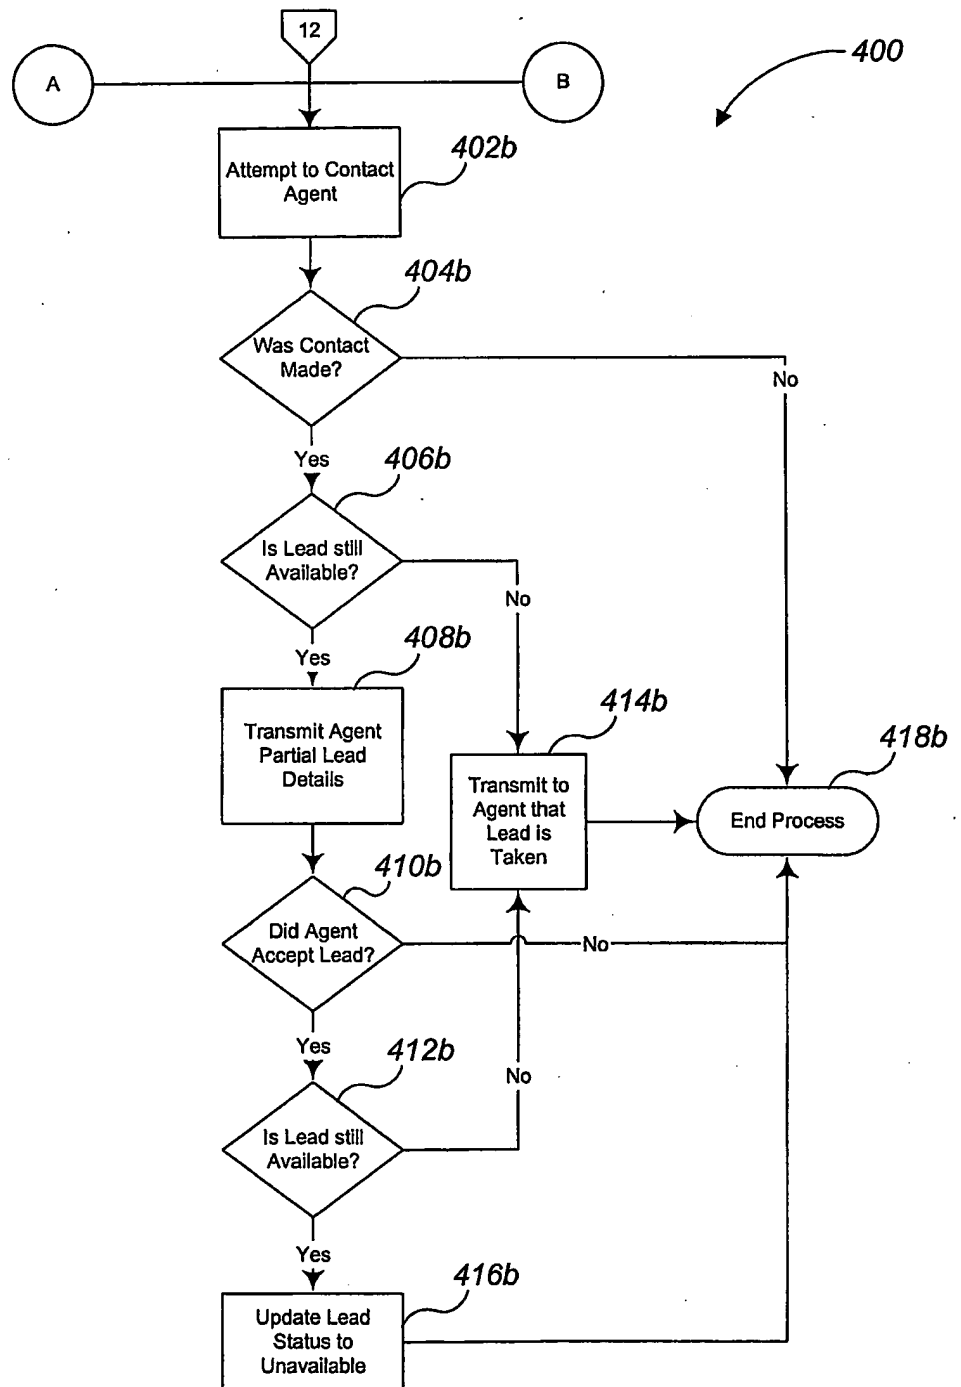 12
A
B
400
Attempt to Contact
Agent
402b
404b
Was Contact
Made?
No
Yes
406b
Is Lead still
Available?
No
Yes
408b
Transmit Agent
Partial Lead
Details
414b
Transmit to
Agent that
Lead is
Taken
418b
End Process
410b
Did Agent
Accept Lead?
No
Yes
412b
Is Lead still
Available?
No
Yes
416b
Update Lead
Status to
Unavailable